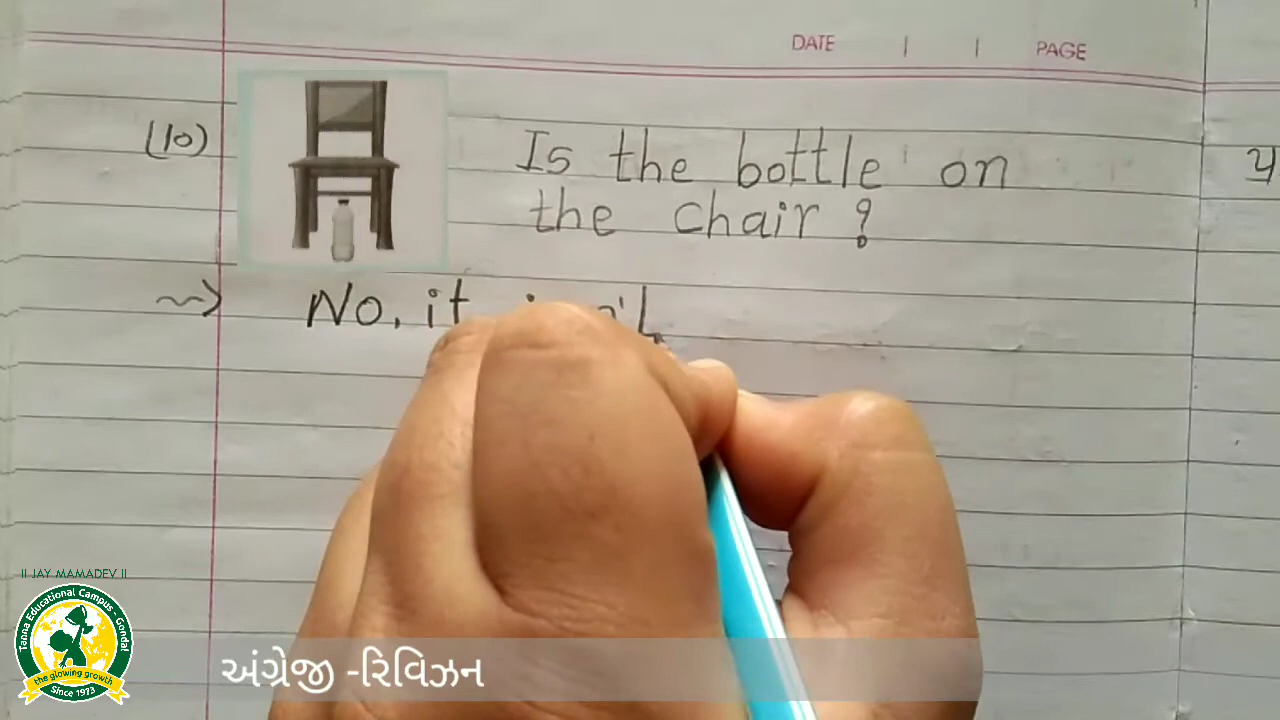 DATE | | PAGE
(10) Is the bottle on
the chair?
No, it
|| JAY MAMADEV ||
Tanna Educational Campus - Gondal
the glowing growth
Since 1973
અંગ્રેજી -રિવિઝન